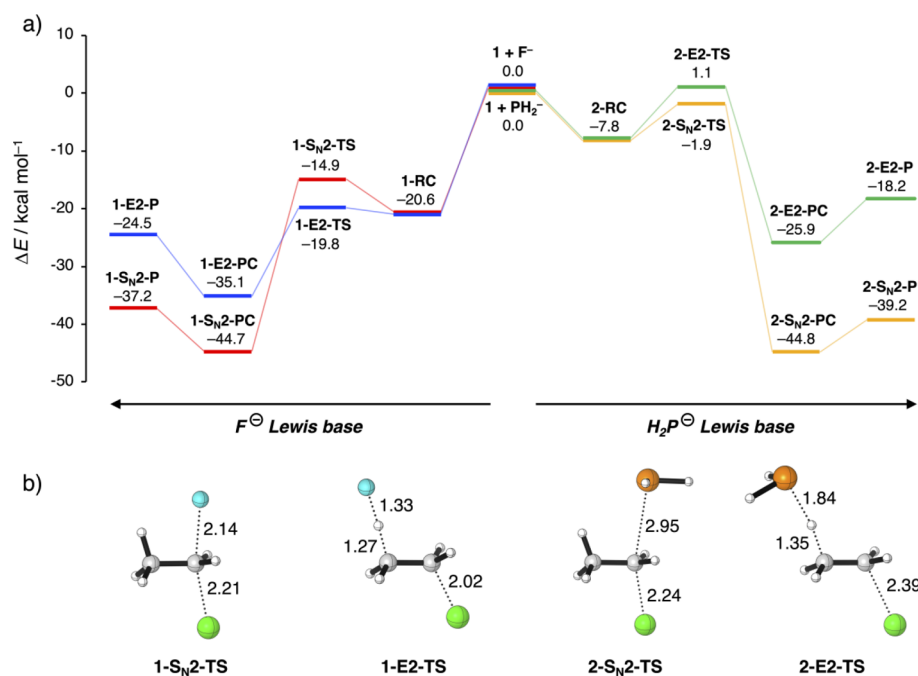 a)
10
0
-10
-20
-30
-40
-50
ΔE / kcal mol⁻¹
1-E2-P
–24.5
1-SN2-P
–37.2
1-E2-PC
–35.1
1-SN2-PC
–44.7
1-SN2-TS
–14.9
1-E2-TS
–19.8
1-RC
–20.6
1 + F⁻
0.0
1 + PH₂⁻
0.0
2-RC
–7.8
2-E2-TS
1.1
2-SN2-TS
–1.9
2-E2-PC
–25.9
2-E2-P
–18.2
2-SN2-PC
–44.8
2-SN2-P
–39.2
F⊖ Lewis base
H₂P⊖ Lewis base
b)
2.14
2.21
1-SN2-TS
1.33
1.27
2.02
1-E2-TS
2.95
2.24
2-SN2-TS
1.84
1.35
2.39
2-E2-TS